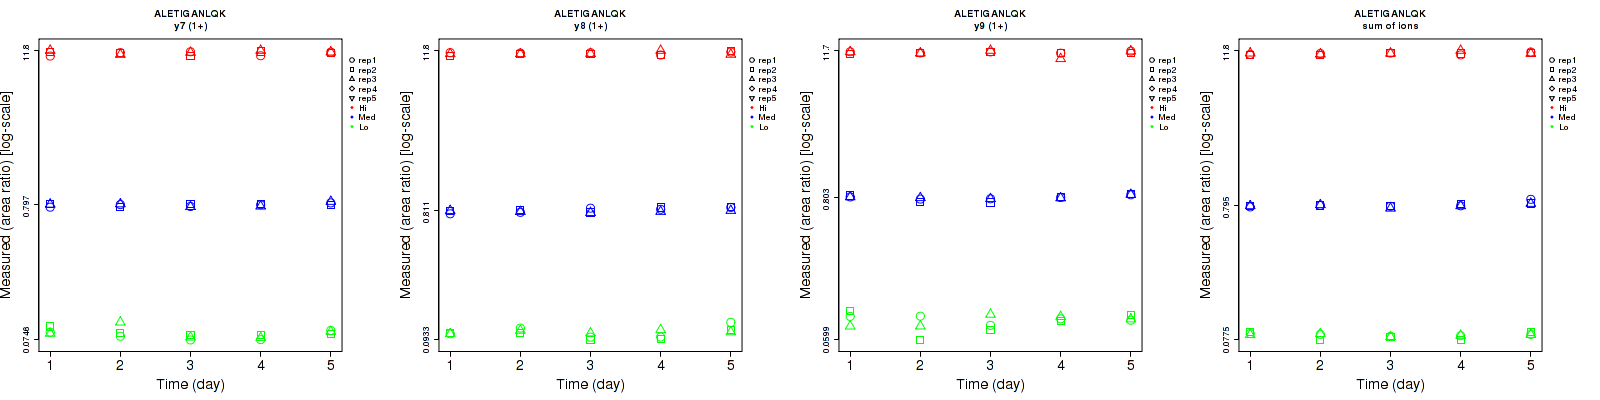 ALETIGANLQK
y7 (1+)
11.8
0.797
0.0746
Measured (area ratio) [log-scale]
1 2 3 4 5
Time (day)
rep1
rep2
rep3
rep4
rep5
Hi
Med
Lo
ALETIGANLQK
y8 (1+)
11.8
0.811
0.0933
Measured (area ratio) [log-scale]
1 2 3 4 5
Time (day)
rep1
rep2
rep3
rep4
rep5
Hi
Med
Lo
ALETIGANLQK
y9 (1+)
11.7
0.803
0.0599
Measured (area ratio) [log-scale]
1 2 3 4 5
Time (day)
rep1
rep2
rep3
rep4
rep5
Hi
Med
Lo
ALETIGANLQK
sum of ions
11.8
0.795
0.0775
Measured (area ratio) [log-scale]
1 2 3 4 5
Time (day)
rep1
rep2
rep3
rep4
rep5
Hi
Med
Lo